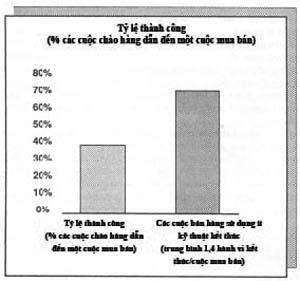 Tỷ lệ thành công
(% các cuộc chào hàng dẫn đến một cuộc mua bán)
80%
70%
60%
50%
40%
30%
20%
10%
0%
Tỷ lệ thành công
(% các cuộc chào hàng dẫn
đến một cuộc mua bán)
Các cuộc bán hàng sử dụng ít
kỹ thuật kết thúc
(trung bình 1,4 hành vi kết
thúc/cuộc mua bán)